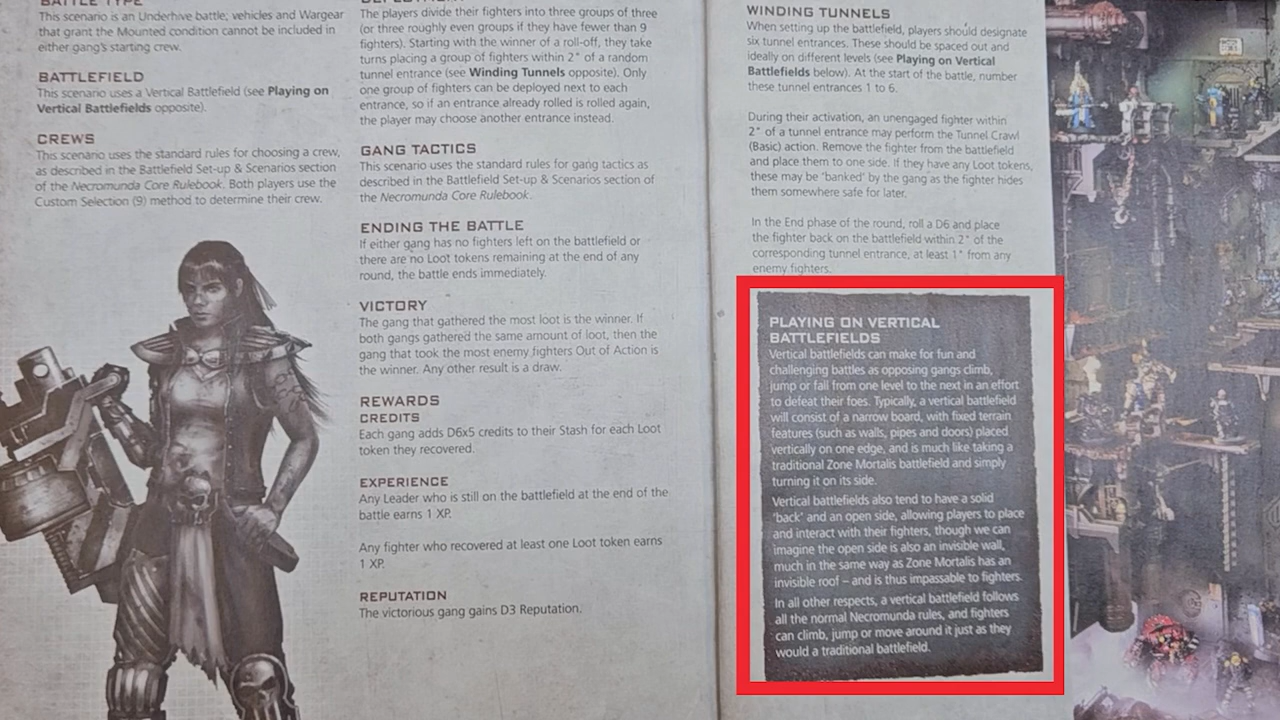 BATTLE TYPE
This scenario is an Underhive battle; vehicles and Wargear
that grant the Mounted condition cannot be included in
either gang's starting crew.
BATTLEFIELD
This scenario uses a Vertical Battlefield (see Playing on
Vertical Battlefields opposite).
CREWS
This scenario uses the standard rules for choosing a crew,
as described in the Battlefield Set-up & Scenarios section
of the Necromunda Core Rulebook. Both players use the
Custom Selection (9) method to determine their crew.
DEPLOYMENT
The players divide their fighters into three groups of three
(or three roughly even groups if they have fewer than 9
fighters). Starting with the winner of a roll-off, they take
turns placing a group of fighters within 2" of a random
tunnel entrance (see Winding Tunnels opposite). Only
one group of fighters can be deployed next to each
entrance, so if an entrance already rolled is rolled again,
the player may choose another entrance instead.
GANG TACTICS
This scenario uses the standard rules for gang tactics as
described in the Battlefield Set-up & Scenarios section of
the Necromunda Core Rulebook.
ENDING THE BATTLE
If either gang has no fighters left on the battlefield or
there are no Loot tokens remaining at the end of any
round, the battle ends immediately.
VICTORY
The gang that gathered the most loot is the winner. If
both gangs gathered the same amount of loot, then the
gang that took the most enemy fighters Out of Action is
the winner. Any other result is a draw.
REWARDS
CREDITS
Each gang adds D6x5 credits to their Stash for each Loot
token they recovered.
EXPERIENCE
Any Leader who is still on the battlefield at the end of the
battle earns 1 XP.
Any fighter who recovered at least one Loot token earns
1 XP.
REPUTATION
The victorious gang gains D3 Reputation.
WINDING TUNNELS
When setting up the battlefield, players should designate
six tunnel entrances. These should be spaced out and
ideally on different levels (see Playing on Vertical
Battlefields below). At the start of the battle, number
these tunnel entrances 1 to 6.
During their activation, an unengaged fighter within
2" of a tunnel entrance may perform the Tunnel Crawl
(Basic) action. Remove the fighter from the battlefield
and place them to one side. If they have any Loot tokens,
these may be 'banked' by the gang as the fighter hides
them somewhere safe for later.
In the End phase of the round, roll a D6 and place
the fighter back on the battlefield within 2" of the
corresponding tunnel entrance, at least 1" from any
enemy fighters.
PLAYING ON VERTICAL
BATTLEFIELDS
Vertical battlefields can make for fun and
challenging battles as opposing gangs climb,
jump or fall from one level to the next in an effort
to defeat their foes. Typically, a vertical battlefield
will consist of a narrow board, with fixed terrain
features (such as walls, pipes and doors) placed
vertically on one edge, and is much like taking a
traditional Zone Mortalis battlefield and simply
turning it on its side.
Vertical battlefields also tend to have a solid
'back' and an open side, allowing players to place
and interact with their fighters, though we can
imagine the open side is also an invisible wall,
much in the same way as Zone Mortalis has an
invisible roof – and is thus impassable to fighters.
In all other respects, a vertical battlefield follows
all the normal Necromunda rules, and fighters
can climb, jump or move around it just as they
would a traditional battlefield.